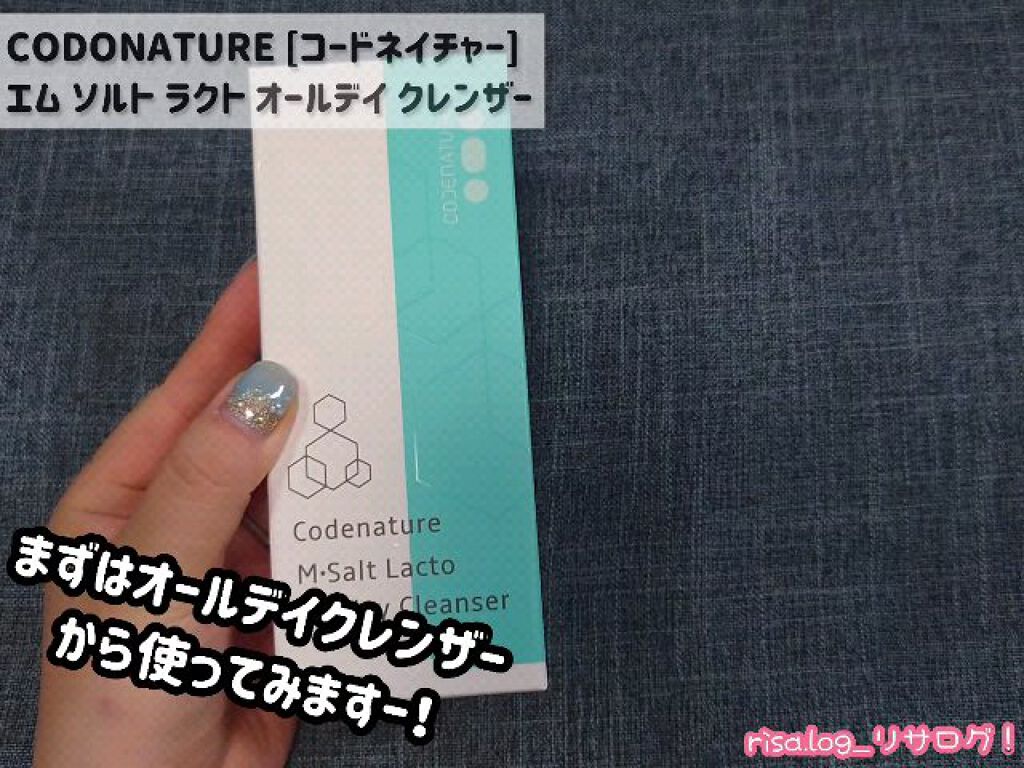 CODONATURE [コードネイチャー]
エム ソルト ラクト オールデイ クレンザー
CODENATU
Codenature
M·Salt Lacto
Cleanser
まずはオールデイクレンザー
から使ってみますー!
risa.log_リサログ!